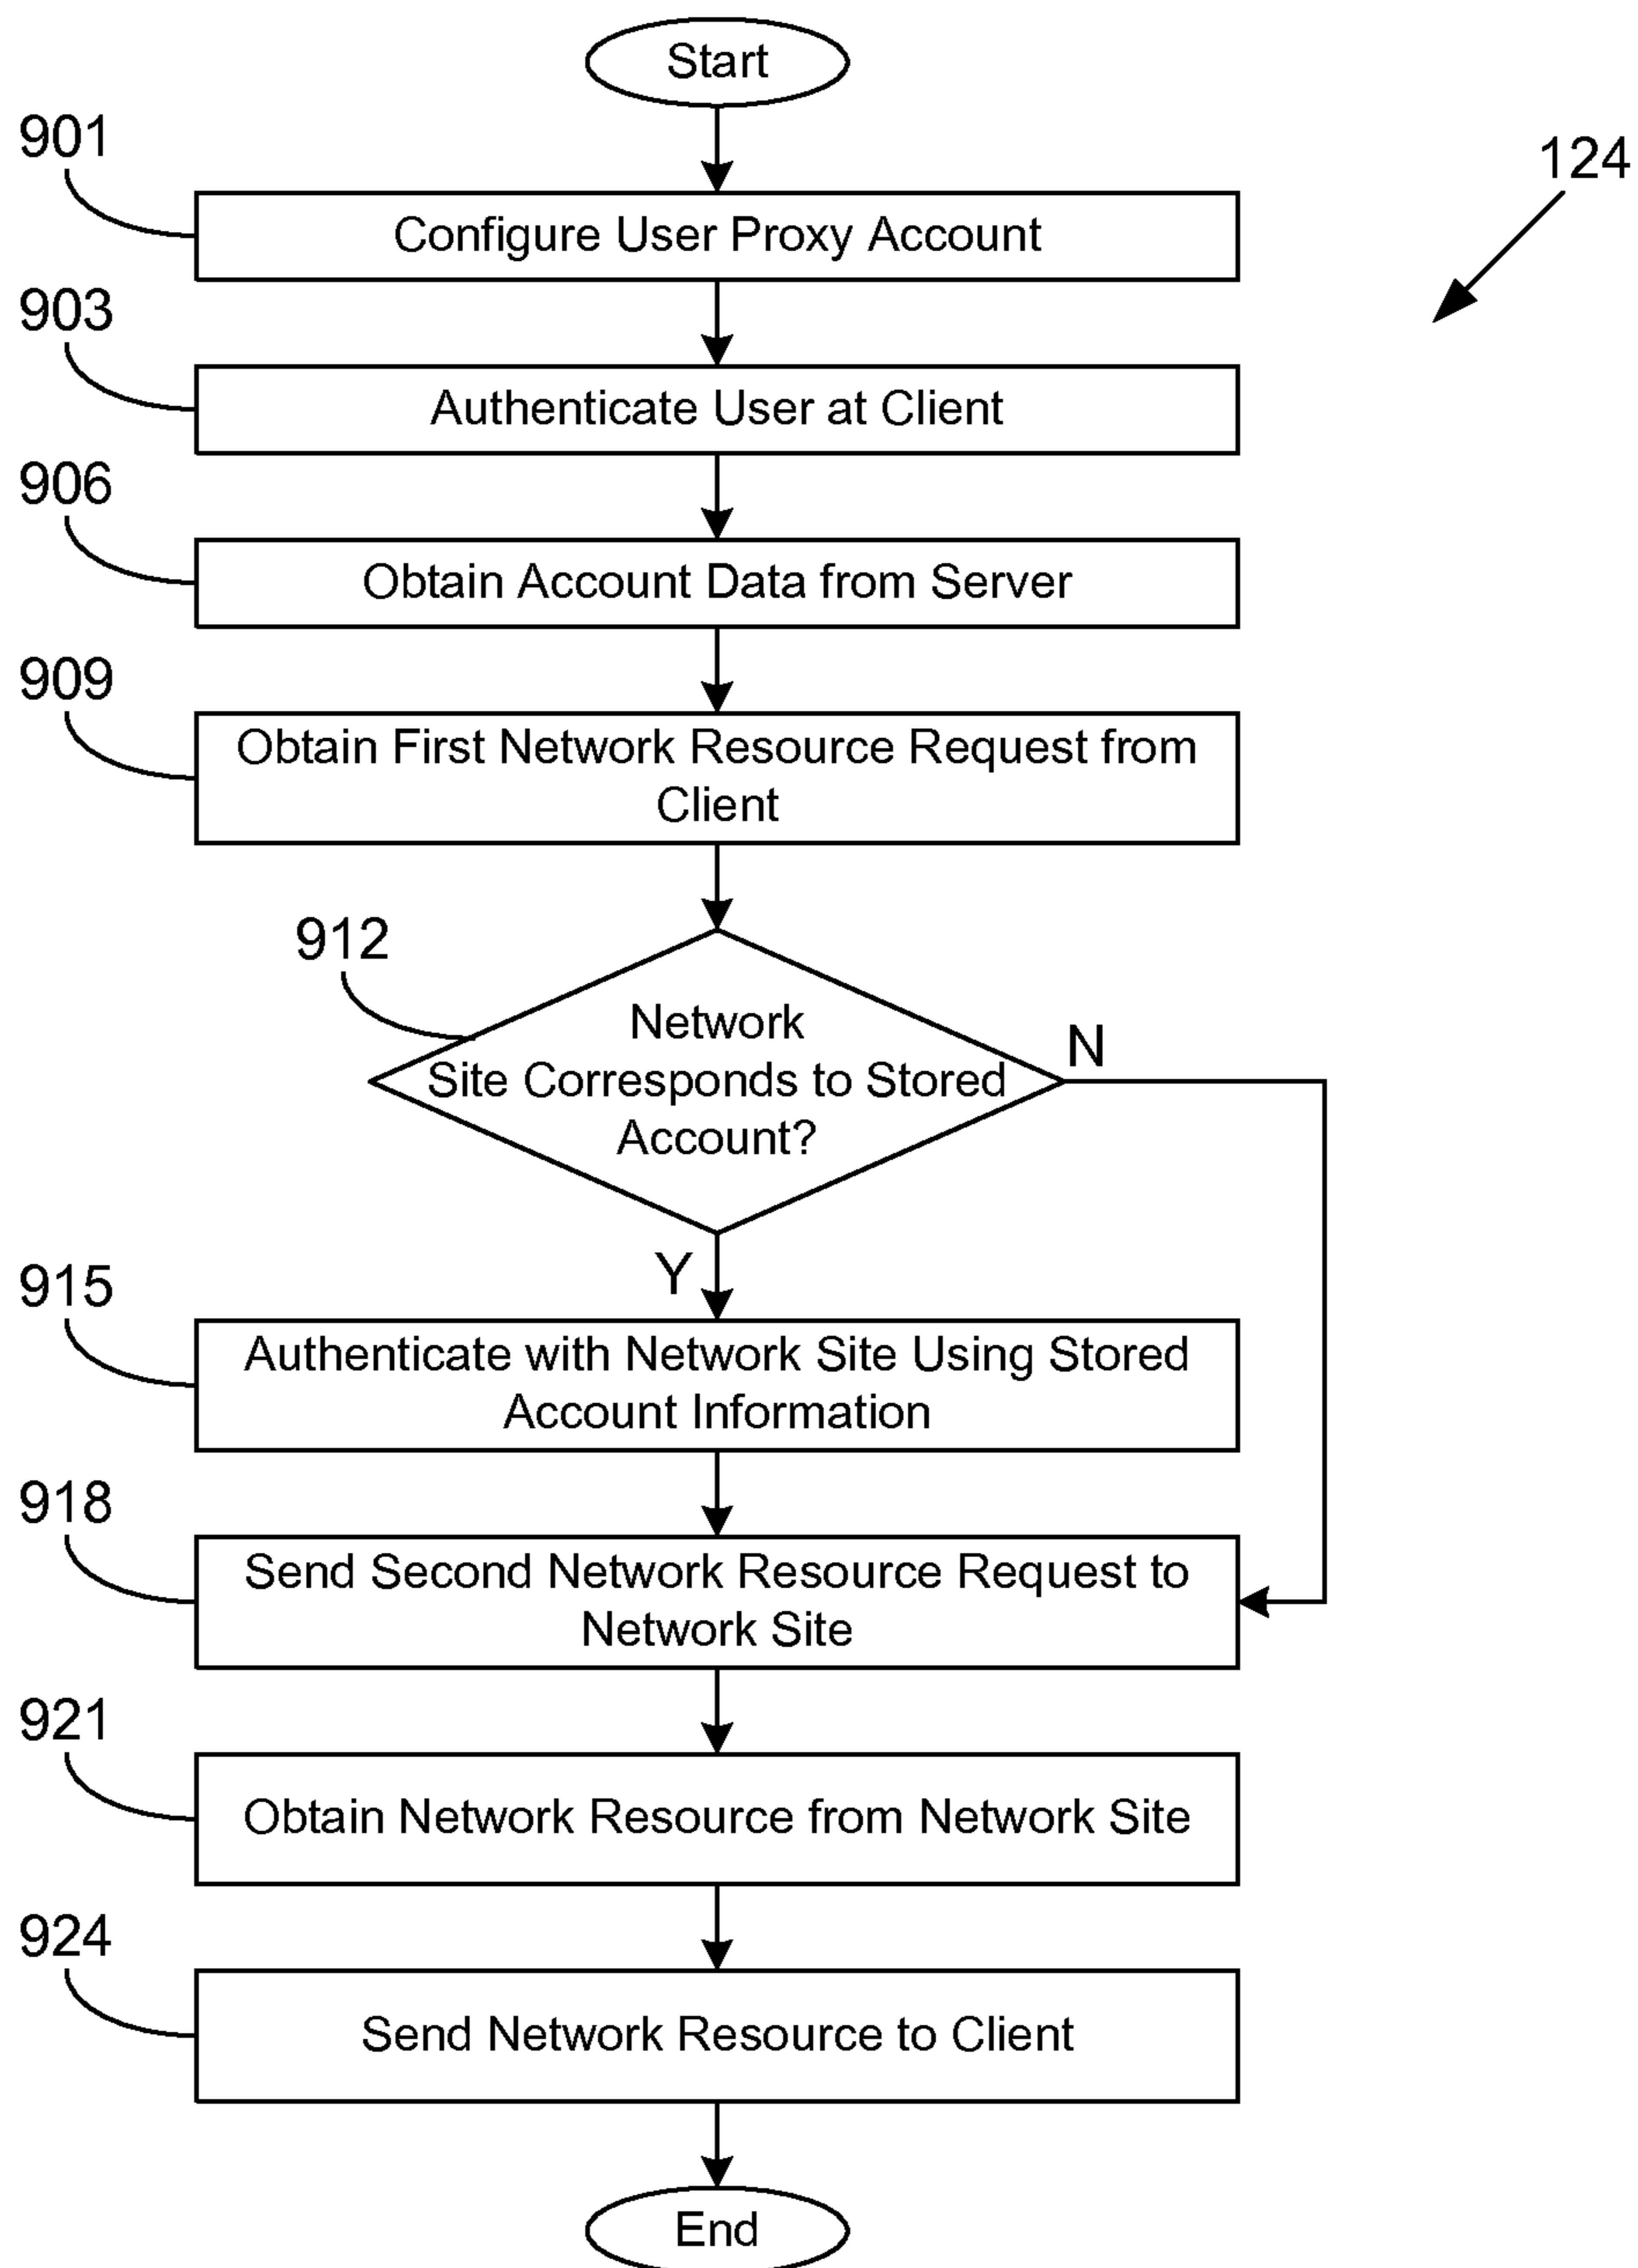 Start
901
124
Configure User Proxy Account
903
Authenticate User at Client
906
Obtain Account Data from Server
909
Obtain First Network Resource Request from
Client
912
Network
Site Corresponds to Stored
Account?
N
Y
915
Authenticate with Network Site Using Stored
Account Information
918
Send Second Network Resource Request to
Network Site
921
Obtain Network Resource from Network Site
924
Send Network Resource to Client
End